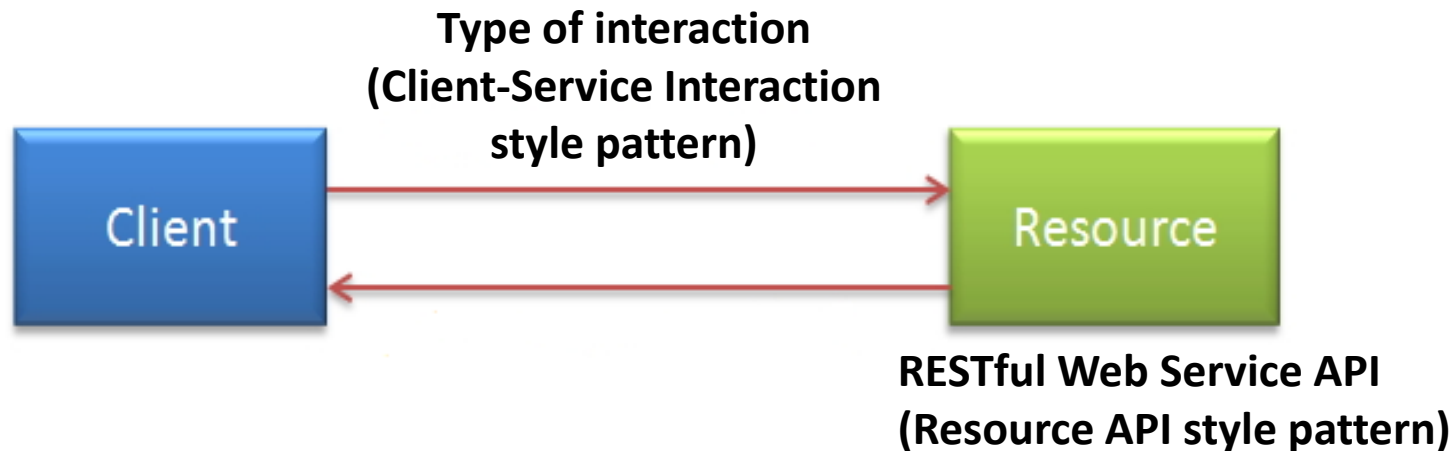 Type of interaction
(Client-Service Interaction
style pattern)
Client
Resource
RESTful Web Service API
(Resource API style pattern)